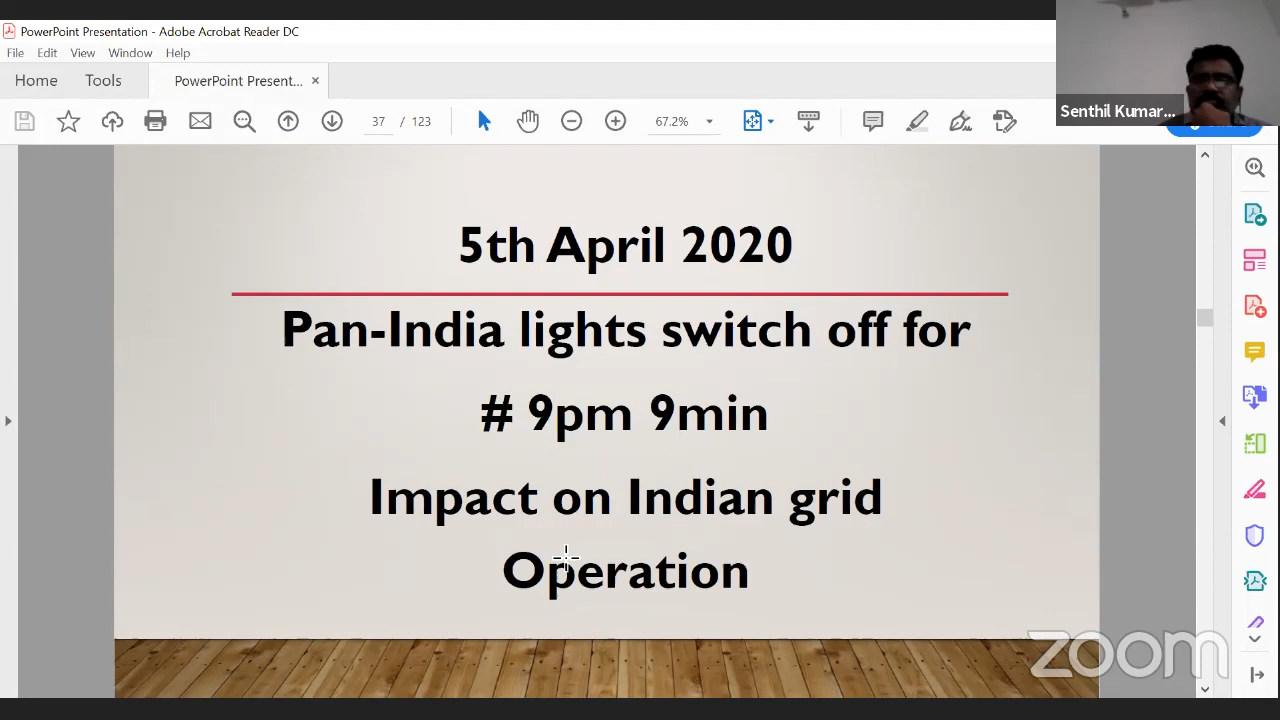 PowerPoint Presentation - Adobe Acrobat Reader DC
File Edit View Window Help
Home Tools PowerPoint Present... ×
37 / 123 67.2%
Senthil Kumar...
5th April 2020
Pan-India lights switch off for
# 9pm 9min
Impact on Indian grid
Operation
zoom